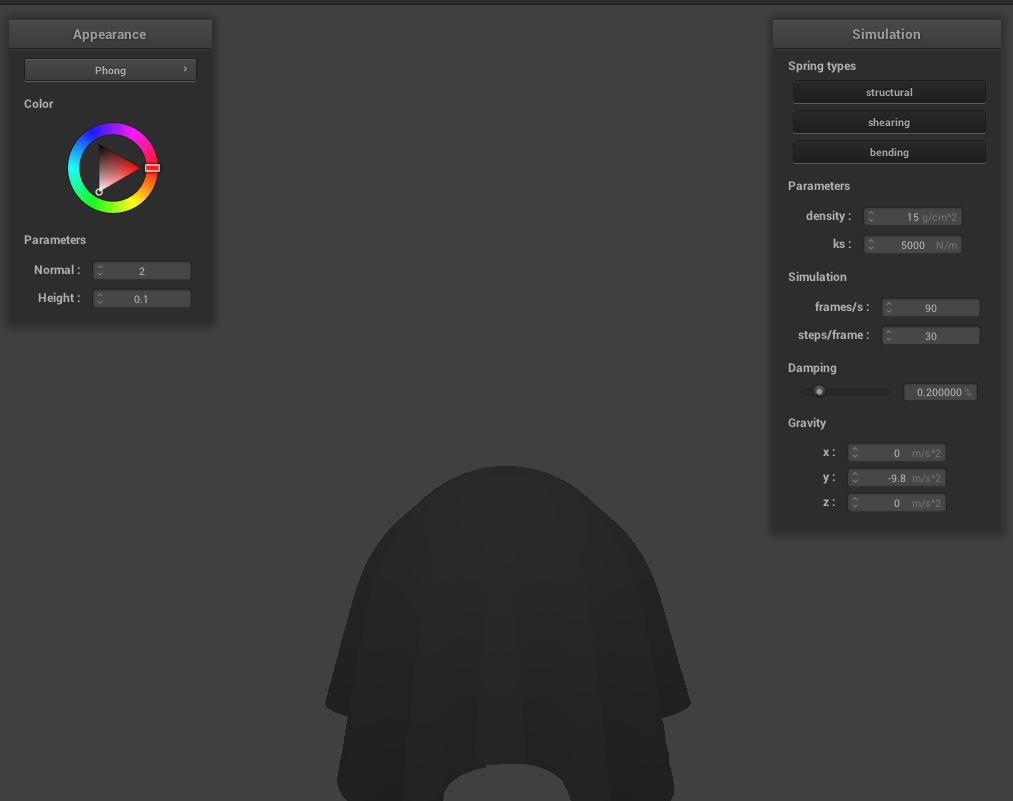 Appearance
Phong
Color
Parameters
Normal : 2
Height : 0.1
Simulation
Spring types
structural
shearing
bending
Parameters
density : 15 g/cm^2
ks : 5000 N/m
Simulation
frames/s : 90
steps/frame : 30
Damping
0.200000 %
Gravity
x : 0 m/s^2
y : -9.8 m/s^2
z : 0 m/s^2